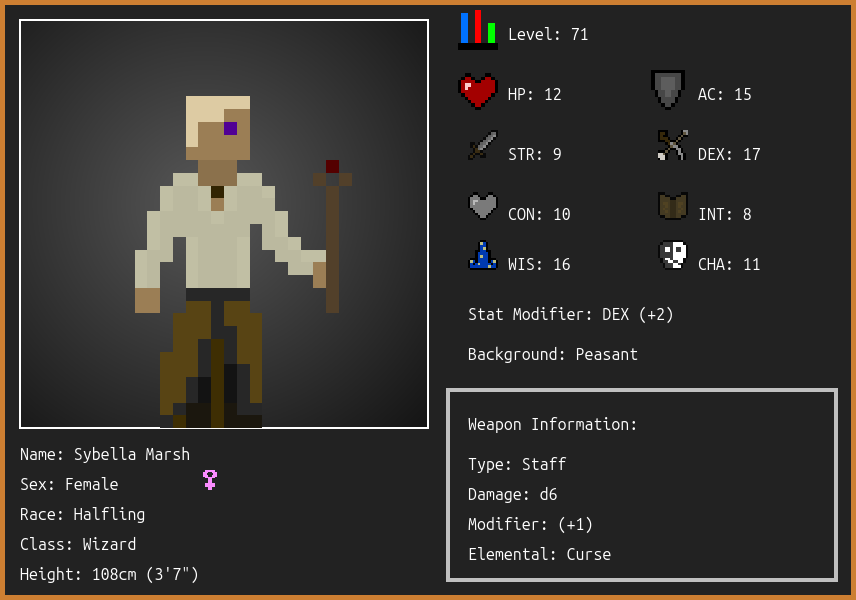 Level: 71
HP: 12
AC: 15
STR: 9
DEX: 17
CON: 10
INT: 8
WIS: 16
CHA: 11
Stat Modifier: DEX (+2)
Background: Peasant
Weapon Information:
Type: Staff
Damage: d6
Modifier: (+1)
Elemental: Curse
Name: Sybella Marsh
Sex: Female
Race: Halfling
Class: Wizard
Height: 108cm (3'7")